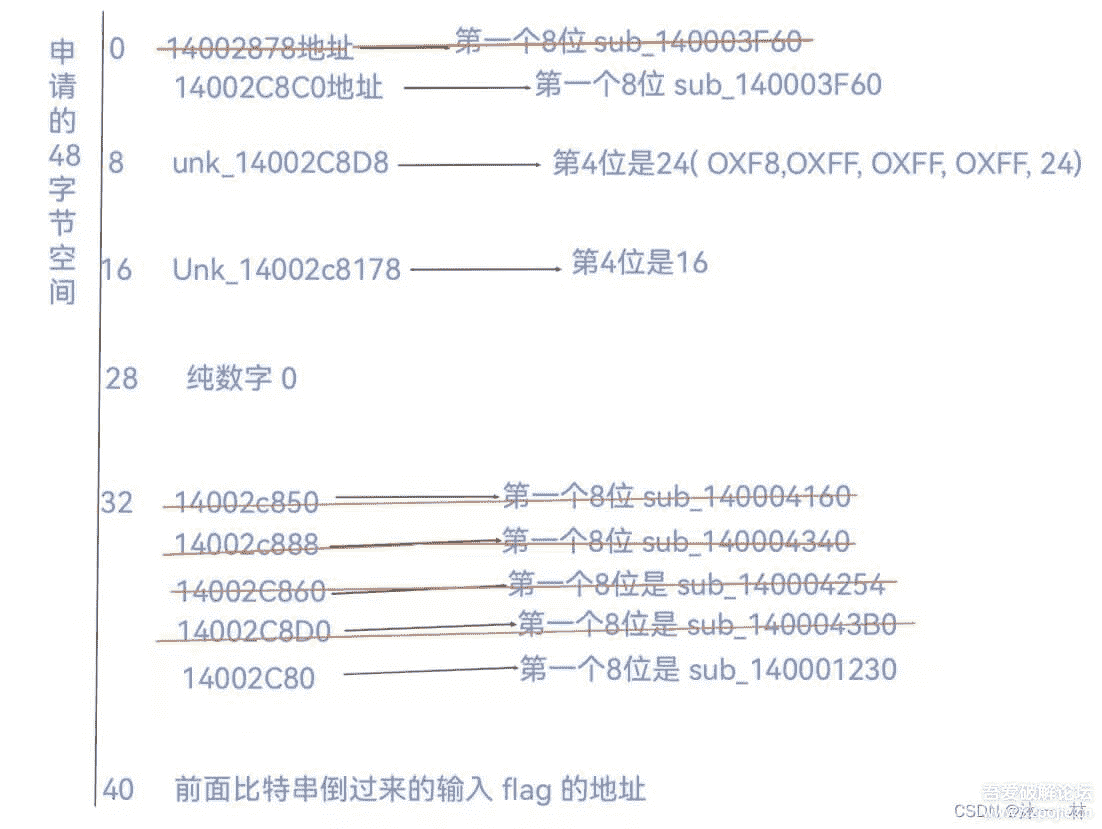 申请的48字节空间
0 14002878地址 第一个8位 sub_140003F60
14002C8C0地址 第一个8位 sub_140003F60
8 unk_14002C8D8 第4位是24( OXF8,OXFF, OXFF, OXFF, 24)
16 Unk_14002c8178 第4位是16
28 纯数字 0
32 14002c850 第一个8位 sub_140004160
14002c888 第一个8位 sub_140004340
14002C860 第一个8位是 sub_140004254
14002C8D0 第一个8位是 sub_1400043B0
14002C80 第一个8位是 sub_140001230
40 前面比特串倒过来的输入 flag 的地址
吾爱破解论坛
CSDN @沐一 · 林
www.52pojie.cn